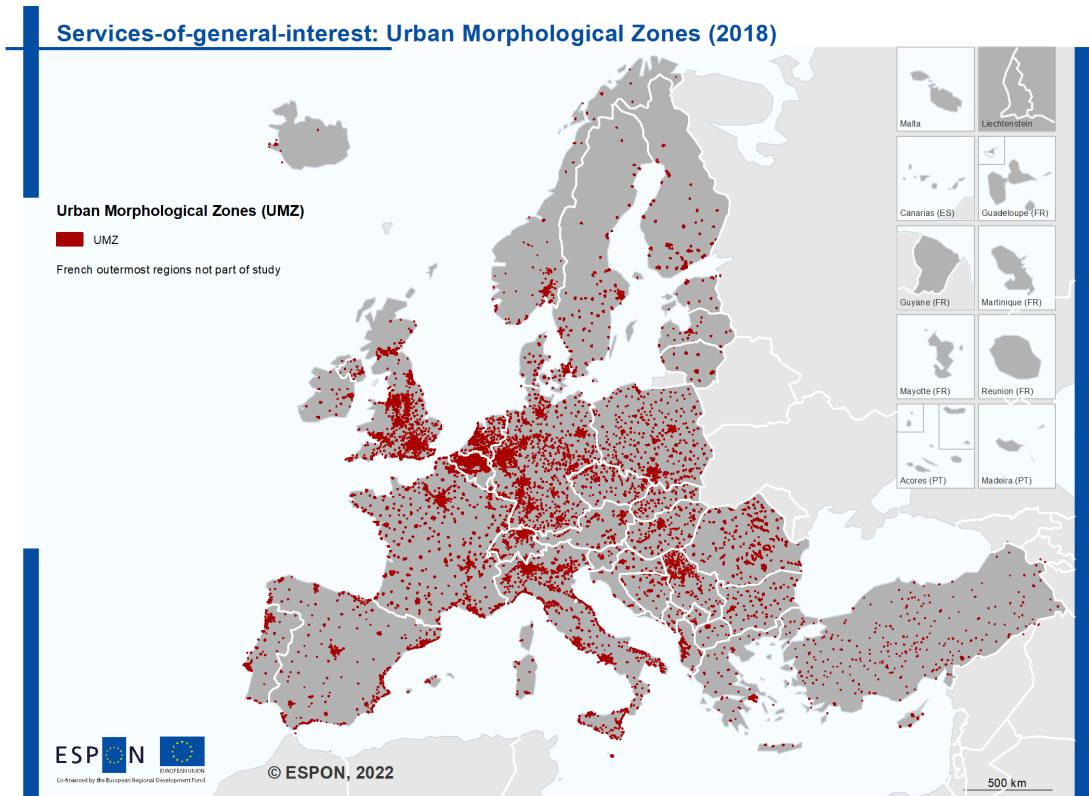 Services-of-general-interest: Urban Morphological Zones (2018)
Malta
Liechtenstein
Canarias (ES)
Guadeloupe (FR)
Urban Morphological Zones (UMZ)
UMZ
French outermost regions not part of study
Guyane (FR)
Martinique (FR)
Mayotte (FR)
Reunion (FR)
Acores (PT)
Madeira (PT)
ESPON
EUROPEAN UNION
Co-financed by the European Regional Development Fund
© ESPON, 2022
500 km